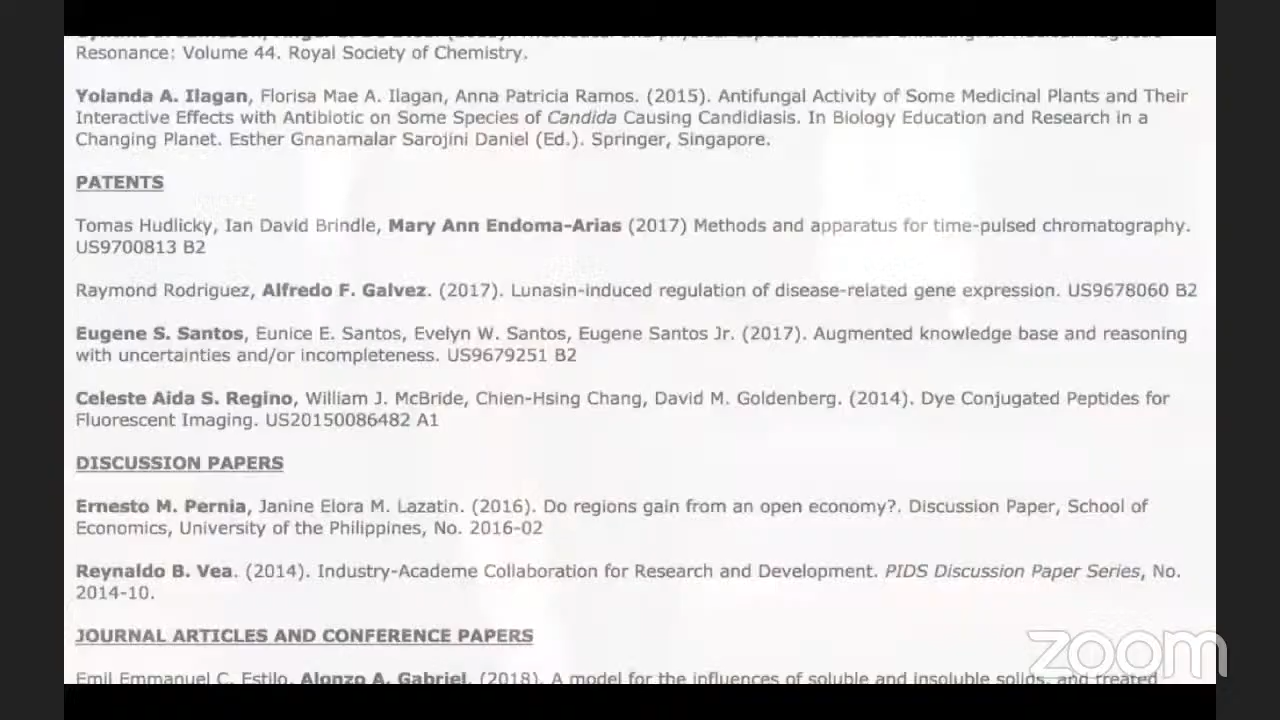 Resonance: Volume 44. Royal Society of Chemistry.
Yolanda A. Ilagan, Florisa Mae A. Ilagan, Anna Patricia Ramos. (2015). Antifungal Activity of Some Medicinal Plants and Their
Interactive Effects with Antibiotic on Some Species of Candida Causing Candidiasis. In Biology Education and Research in a
Changing Planet. Esther Gnanamalar Sarojini Daniel (Ed.). Springer, Singapore.
PATENTS
Tomas Hudlicky, Ian David Brindle, Mary Ann Endoma-Arias (2017) Methods and apparatus for time-pulsed chromatography.
US9700813 B2
Raymond Rodriguez, Alfredo F. Galvez. (2017). Lunasin-induced regulation of disease-related gene expression. US9678060 B2
Eugene S. Santos, Eunice E. Santos, Evelyn W. Santos, Eugene Santos Jr. (2017). Augmented knowledge base and reasoning
with uncertainties and/or incompleteness. US9679251 B2
Celeste Aida S. Regino, William J. McBride, Chien-Hsing Chang, David M. Goldenberg. (2014). Dye Conjugated Peptides for
Fluorescent Imaging. US20150086482 A1
DISCUSSION PAPERS
Ernesto M. Pernia, Janine Elora M. Lazatin. (2016). Do regions gain from an open economy?. Discussion Paper, School of
Economics, University of the Philippines, No. 2016-02
Reynaldo B. Vea. (2014). Industry-Academe Collaboration for Research and Development. PIDS Discussion Paper Series, No.
2014-10.
JOURNAL ARTICLES AND CONFERENCE PAPERS
Emil Emmanuel C. Estilo, Alonzo A. Gabriel. (2018). A model for the influences of soluble and insoluble solids, and treated
zoom